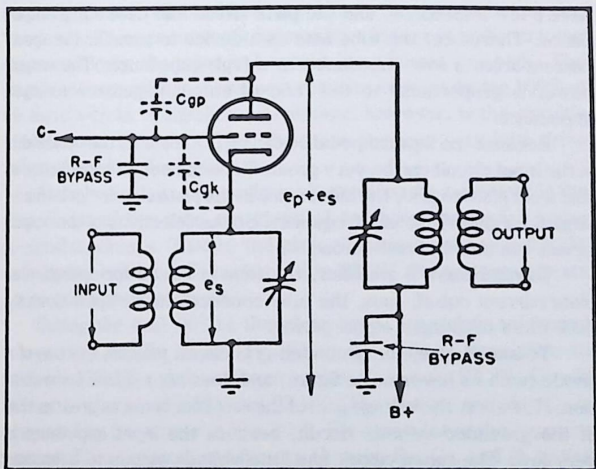 Cgp
C-
Cgk
R-F
BYPASS
ep+es
INPUT
es
OUTPUT
R-F
BYPASS
B+